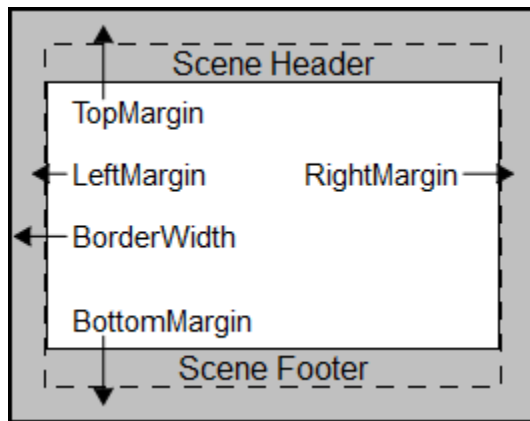 Scene Header
TopMargin
LeftMargin RightMargin
BorderWidth
BottomMargin
Scene Footer